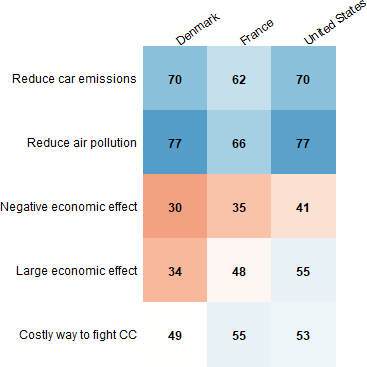 Denmark France United States
Reduce car emissions 70 62 70
Reduce air pollution 77 66 77
Negative economic effect 30 35 41
Large economic effect 34 48 55
Costly way to fight CC 49 55 53